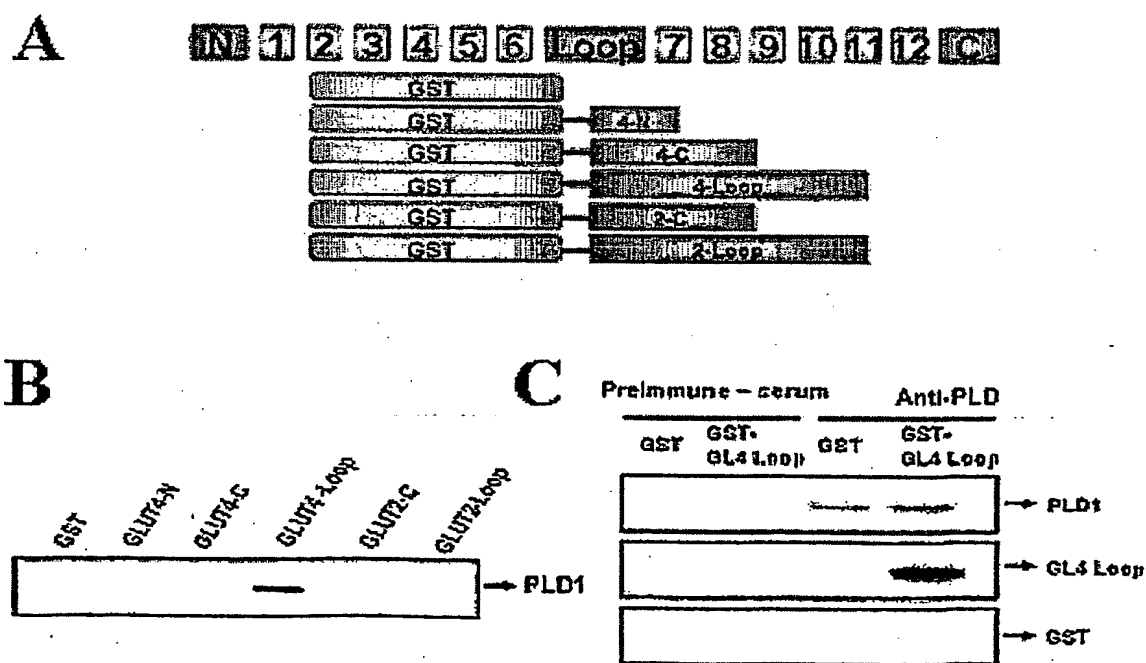 A
N 1 2 3 4 5 6 Loop 7 8 9 10 11 12 C
GST
GST 4-N
GST 4-C
GST 4-Loop
GST 2-C
GST 2-Loop
B
GST GLUT4-N GLUT4-C GLUT4-Loop GLUT2-C GLUT2-Loop
PLD1
C
Preimmune - serum Anti-PLD
GST GST-GL4 Loop GST GST-GL4 Loop
PLD1
GL4 Loop
GST